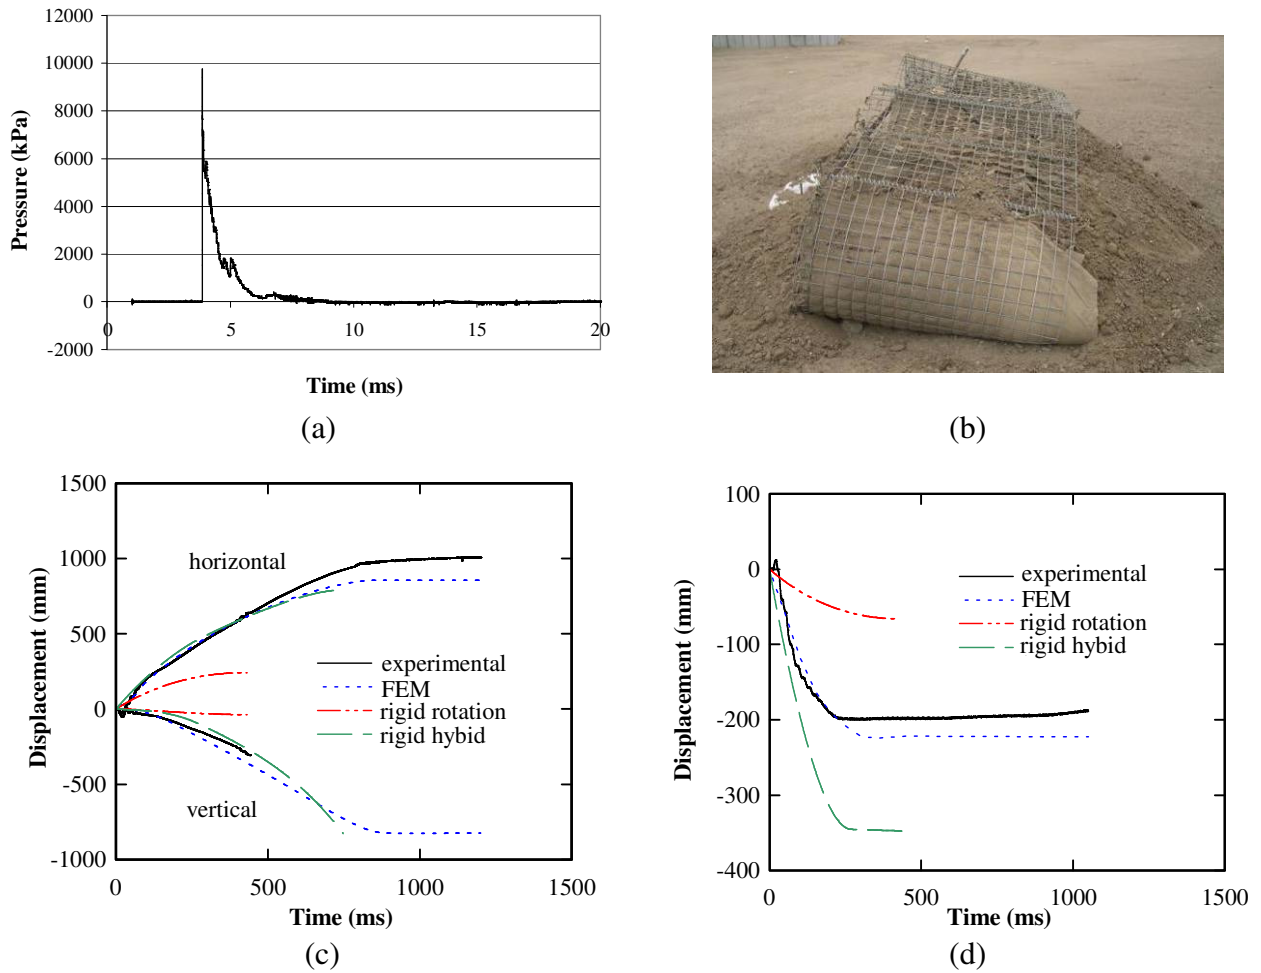 12000
10000
8000
6000
4000
2000
0
-2000
Pressure (kPa)
0 5 10 15 20
Time (ms)
(a)
(b)
1500
1000
500
0
-500
-1000
Displacement (mm)
horizontal
experimental
FEM
rigid rotation
rigid hybid
vertical
0 500 1000 1500
Time (ms)
(c)
100
0
-100
-200
-300
-400
Displacement (mm)
experimental
FEM
rigid rotation
rigid hybid
0 500 1000 1500
Time (ms)
(d)